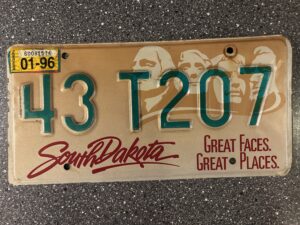 01-96
43 T207
South Dakota
GREAT FACES.
GREAT PLACES.